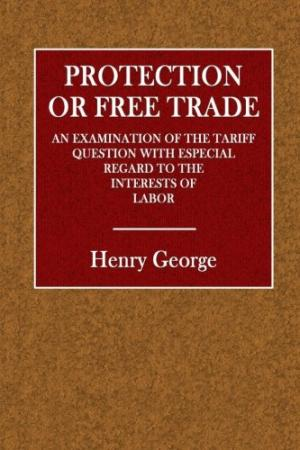 PROTECTION
OR FREE TRADE
AN EXAMINATION OF THE TARIFF
QUESTION WITH ESPECIAL
REGARD TO THE
INTERESTS OF
LABOR
Henry George